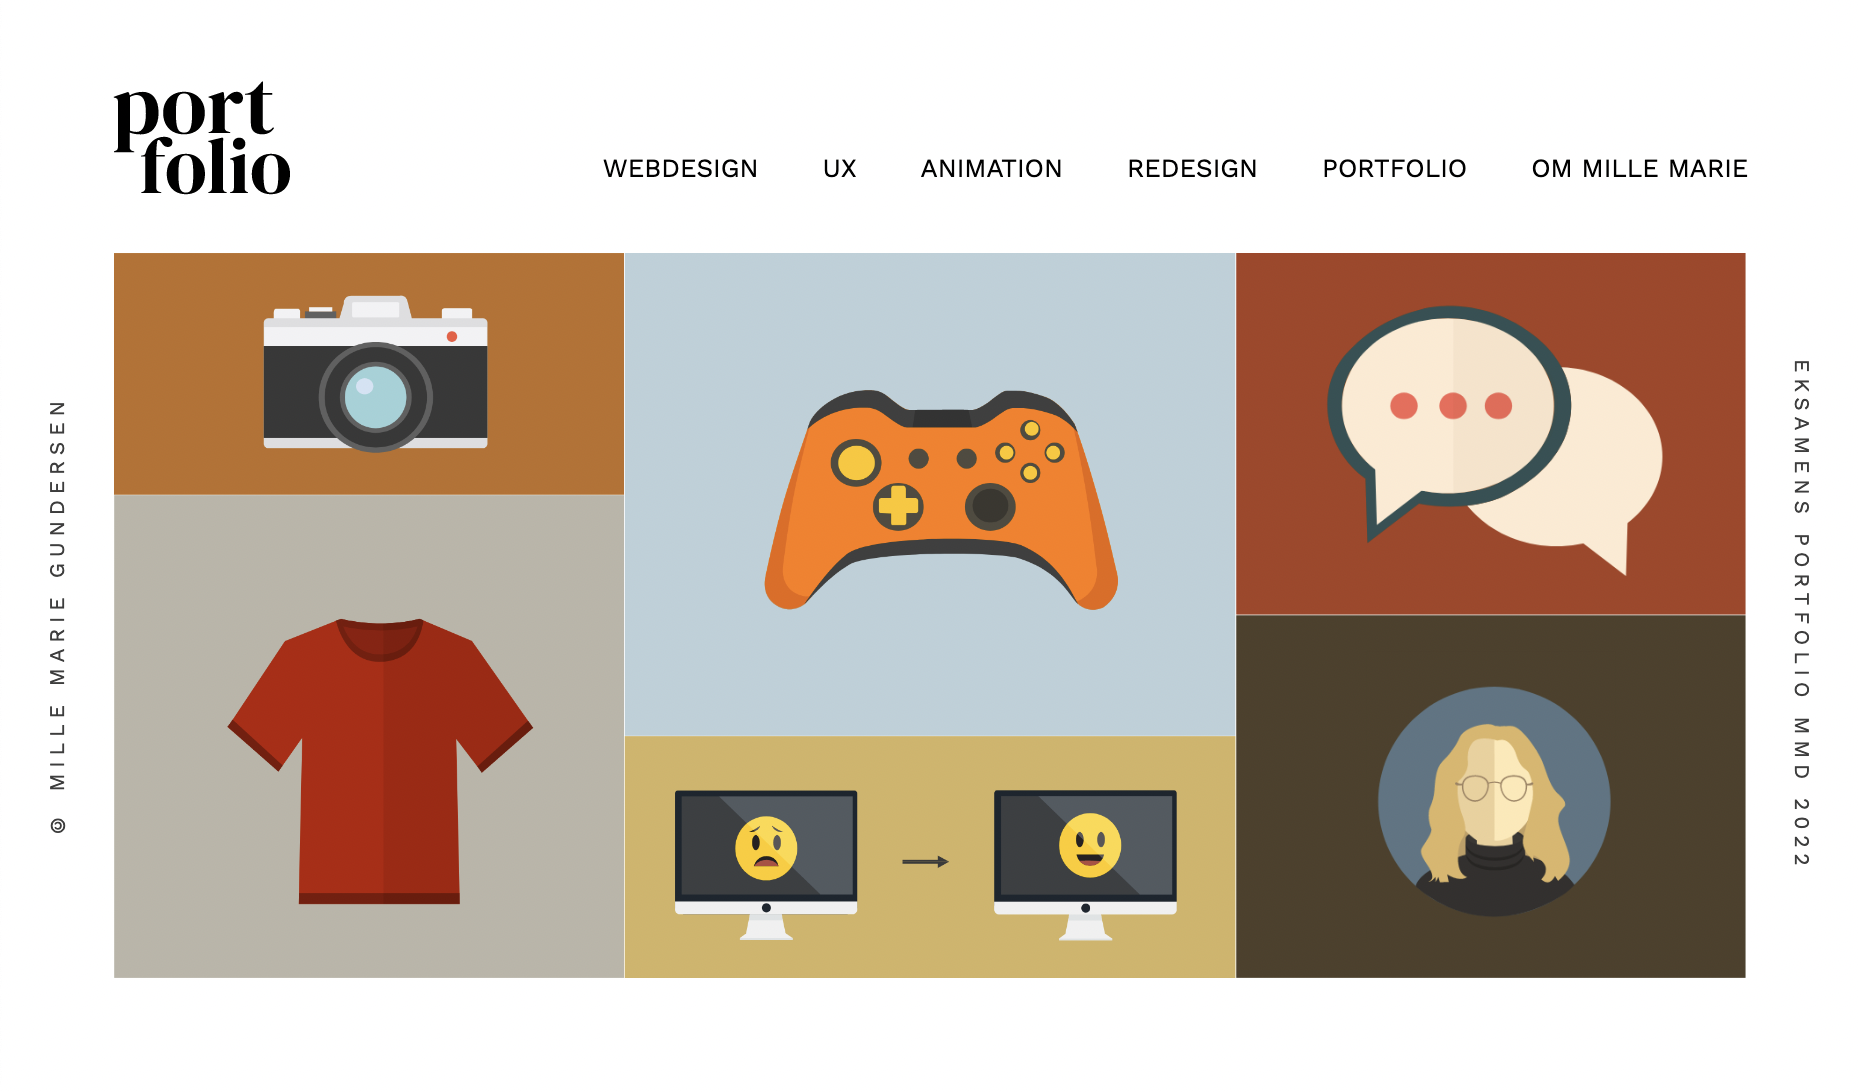 port
folio
WEBDESIGN UX ANIMATION REDESIGN PORTFOLIO OM MILLE MARIE
© MILLE MARIE GUNDERSEN
EKSAMENS PORTFOLIO MMD 2022